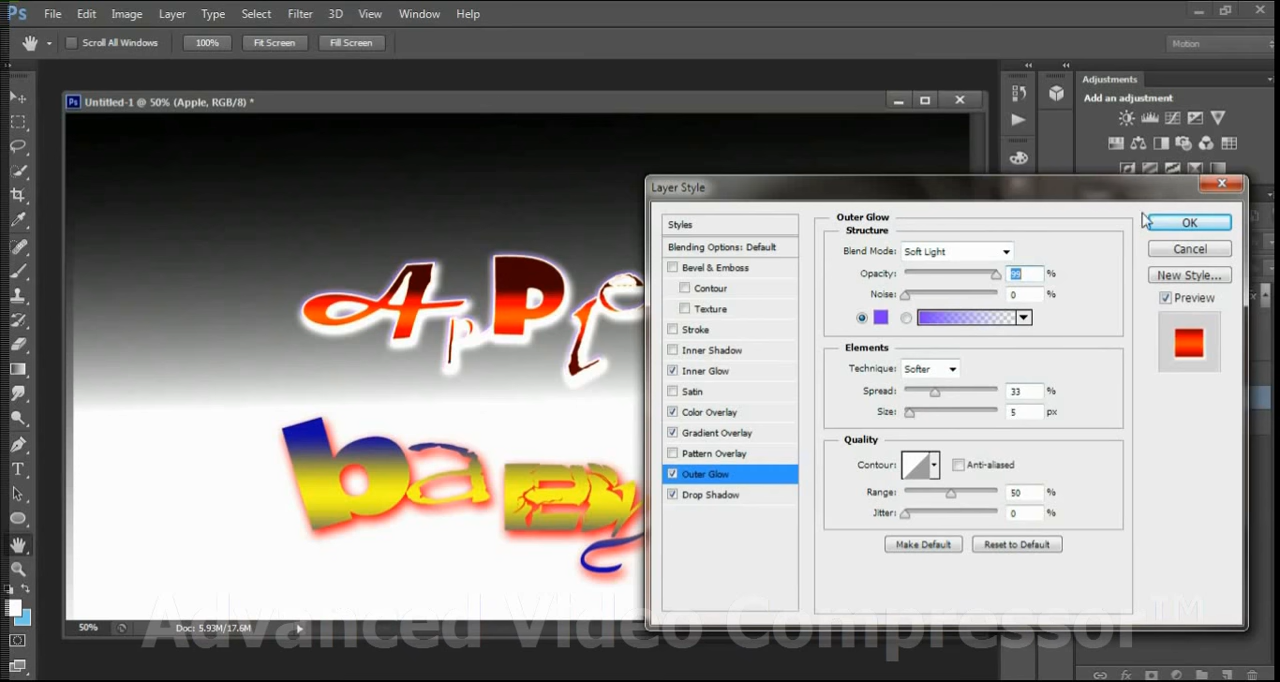 Ps File Edit Image Layer Type Select Filter 3D View Window Help
Scroll All Windows 100% Fit Screen Fill Screen Motion
Untitled-1 @ 50% (Apple, RGB/8) *
Adjustments
Add an adjustment
Layer Style
Styles
Blending Options: Default
Bevel & Emboss
Contour
Texture
Stroke
Inner Shadow
Inner Glow
Satin
Color Overlay
Gradient Overlay
Pattern Overlay
Outer Glow
Drop Shadow
Outer Glow
Structure
Blend Mode: Soft Light
Opacity: 99 %
Noise: 0 %
Elements
Technique: Softer
Spread: 33 %
Size: 5 px
Quality
Contour: Anti-aliased
Range: 50 %
Jitter: 0 %
Make Default Reset to Default
OK
Cancel
New Style...
Preview
50% Doc: 5.93M/17.6M
Advanced Video Compressor™